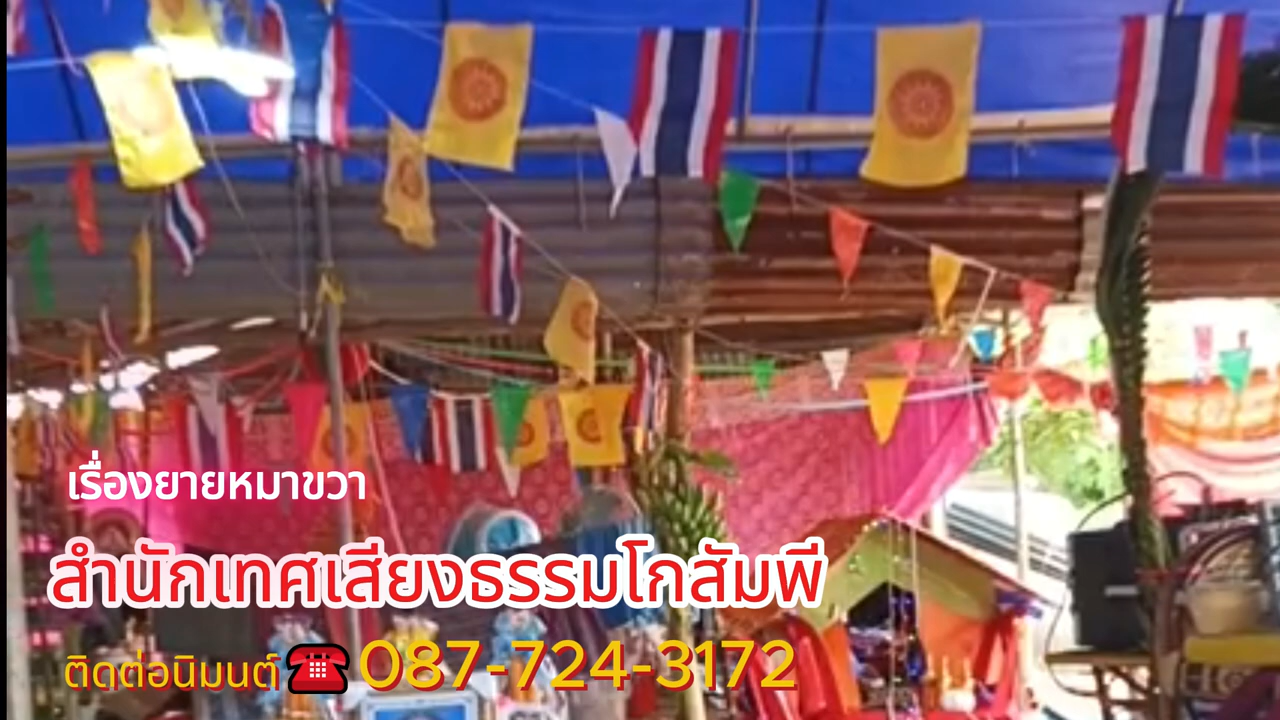 เรื่องยายหมาขวา
สำนักเทศเสียงธรรมโกสัมพี
ติดต่อนิมนต์☎087-724-3172